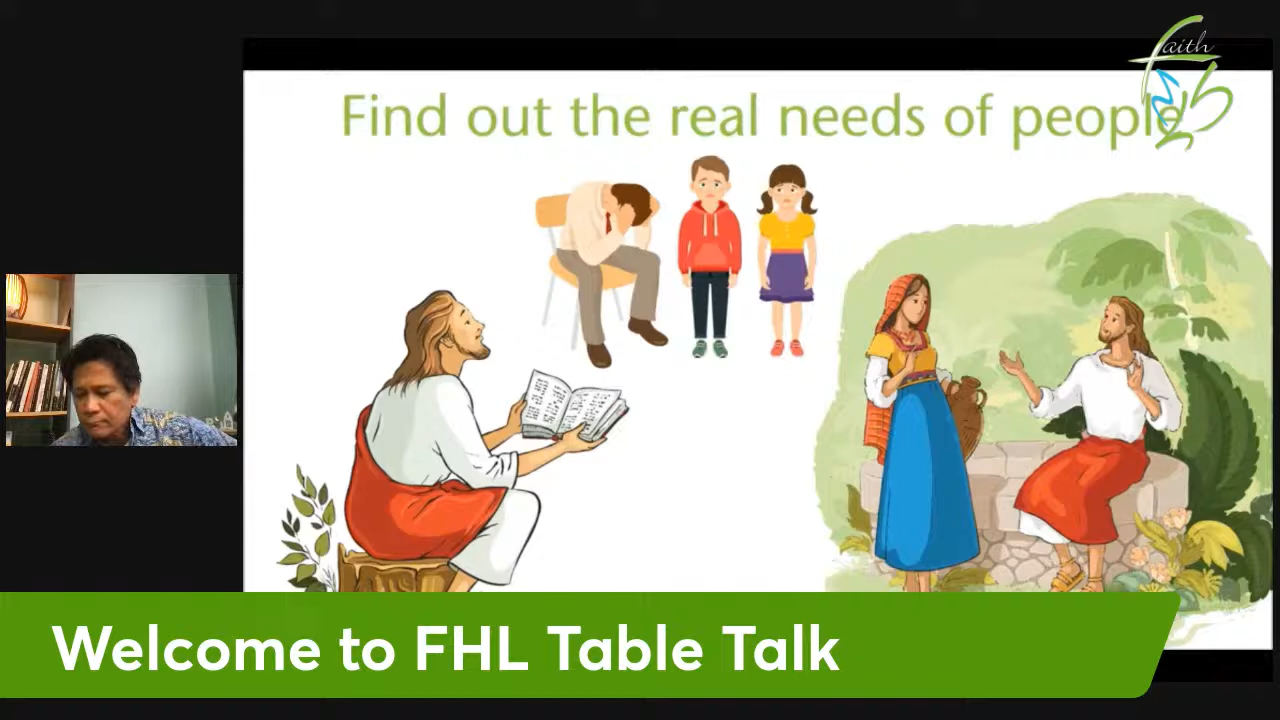 Find out the real needs of people
faith
Welcome to FHL Table Talk